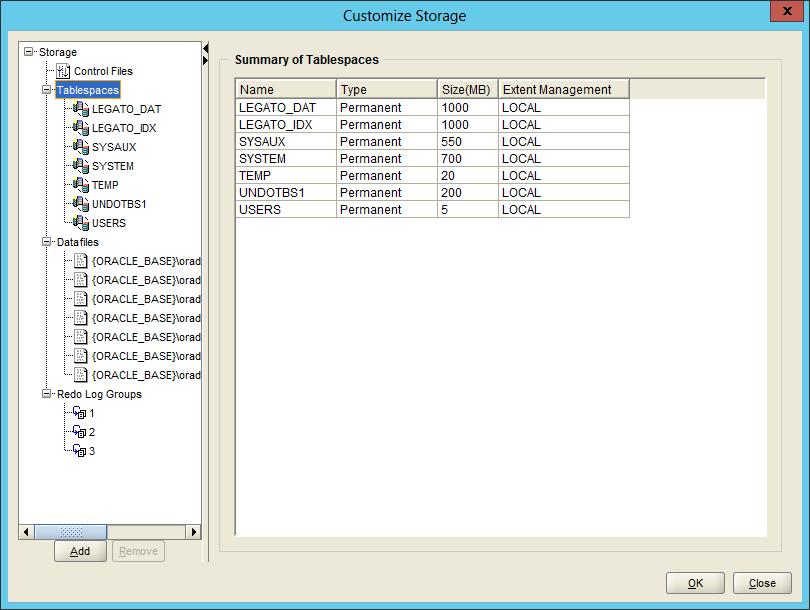 Customize Storage
x
Storage
Control Files
Tablespaces
LEGATO_DAT
LEGATO_IDX
SYSAUX
SYSTEM
TEMP
UNDOTBS1
USERS
Datafiles
{ORACLE_BASE}\orad
{ORACLE_BASE}\orad
{ORACLE_BASE}\orad
{ORACLE_BASE}\orad
{ORACLE_BASE}\orad
{ORACLE_BASE}\orad
{ORACLE_BASE}\orad
Redo Log Groups
1
2
3
Add Remove
Summary of Tablespaces
Name Type Size(MB) Extent Management
LEGATO_DAT Permanent 1000 LOCAL
LEGATO_IDX Permanent 1000 LOCAL
SYSAUX Permanent 550 LOCAL
SYSTEM Permanent 700 LOCAL
TEMP Permanent 20 LOCAL
UNDOTBS1 Permanent 200 LOCAL
USERS Permanent 5 LOCAL
OK Close